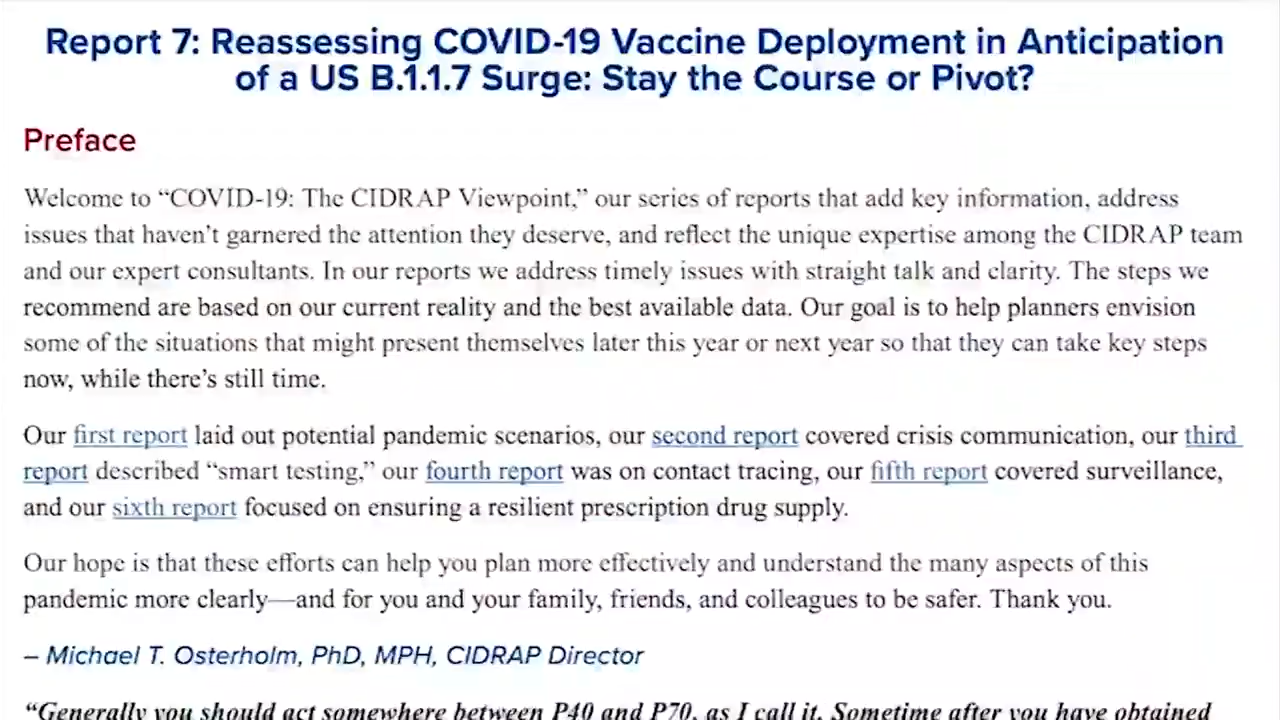 Report 7: Reassessing COVID-19 Vaccine Deployment in Anticipation
of a US B.1.1.7 Surge: Stay the Course or Pivot?
Preface
Welcome to “COVID-19: The CIDRAP Viewpoint,” our series of reports that add key information, address
issues that haven’t garnered the attention they deserve, and reflect the unique expertise among the CIDRAP team
and our expert consultants. In our reports we address timely issues with straight talk and clarity. The steps we
recommend are based on our current reality and the best available data. Our goal is to help planners envision
some of the situations that might present themselves later this year or next year so that they can take key steps
now, while there’s still time.
Our first report laid out potential pandemic scenarios, our second report covered crisis communication, our third
report described “smart testing,” our fourth report was on contact tracing, our fifth report covered surveillance,
and our sixth report focused on ensuring a resilient prescription drug supply.
Our hope is that these efforts can help you plan more effectively and understand the many aspects of this
pandemic more clearly—and for you and your family, friends, and colleagues to be safer. Thank you.
– Michael T. Osterholm, PhD, MPH, CIDRAP Director
“Generally you should act somewhere between P40 and P70, as I call it. Sometime after you have obtained